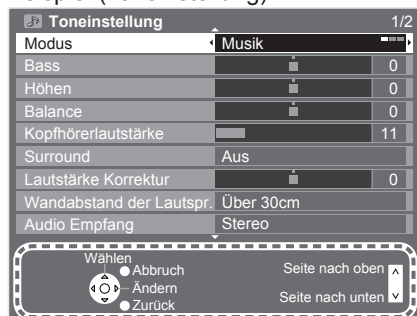 Toneinstellung 1/2
Modus Musik
Bass 0
Höhen 0
Balance 0
Kopfhörerlautstärke 11
Surround Aus
Lautstärke Korrektur 0
Wandabstand der Lautspr. Über 30cm
Audio Empfang Stereo
Wählen
Abbruch
Ändern
Zurück
Seite nach oben
Seite nach unten